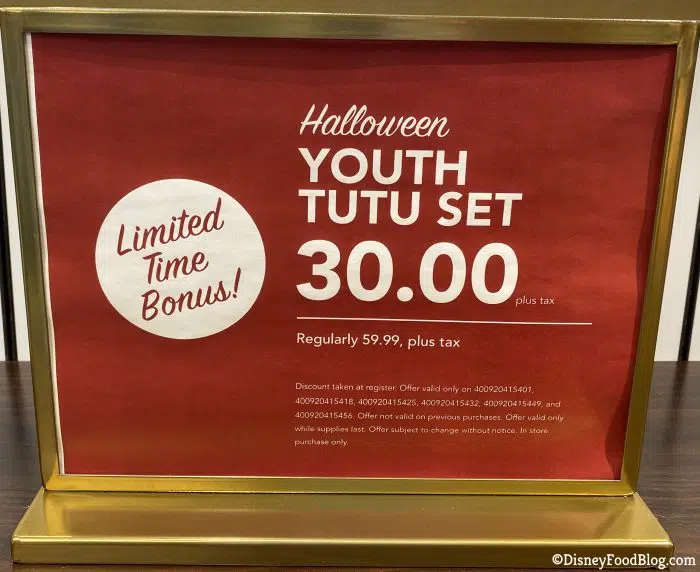 Limited
Time
Bonus!
Halloween
YOUTH
TUTU SET
30.00 plus tax
Regularly 59.99, plus tax
Discount taken at register. Offer valid only on 400920415401,
400920415418, 400920415425, 400920415432, 400920415449, and
400920415456. Offer not valid on previous purchases. Offer valid only
while supplies last. Offer subject to change without notice. In store
purchase only.
©DisneyFoodBlog.com